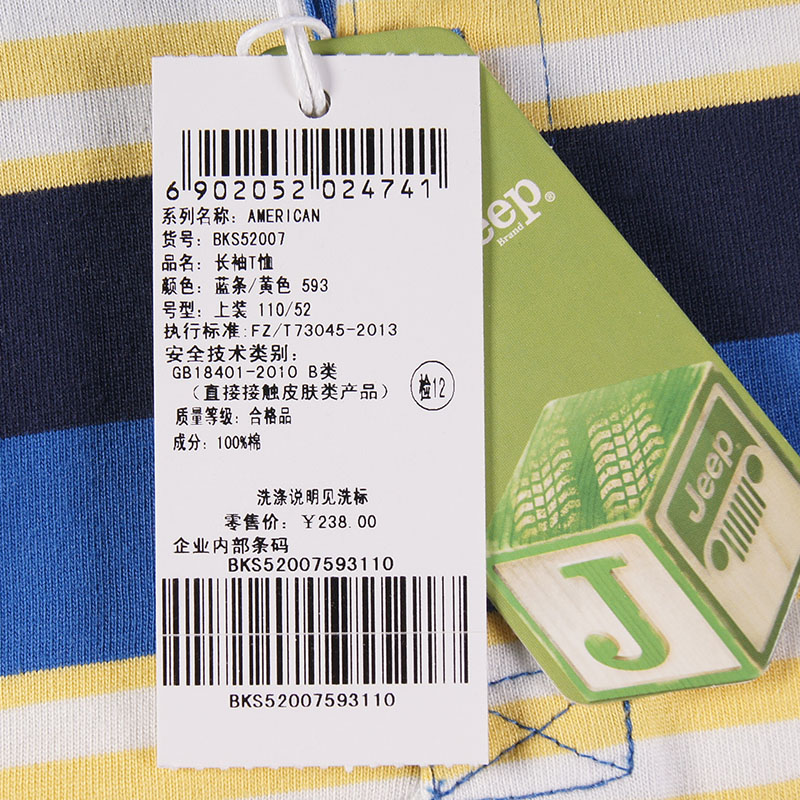 6 902052 024741
系列名称: AMERICAN
货号: BKS52007
品名: 长袖T恤
颜色: 蓝条/黄色 593
号型: 上装 110/52
执行标准:FZ/T73045-2013
安全技术类别:
GB18401-2010 B类
(直接接触皮肤类产品)
检12
质量等级: 合格品
成分: 100%棉
洗涤说明见洗标
零售价: ¥238.00
企业内部条码
BKS52007593110
BKS52007593110
eep®
Brand
Jeep
J